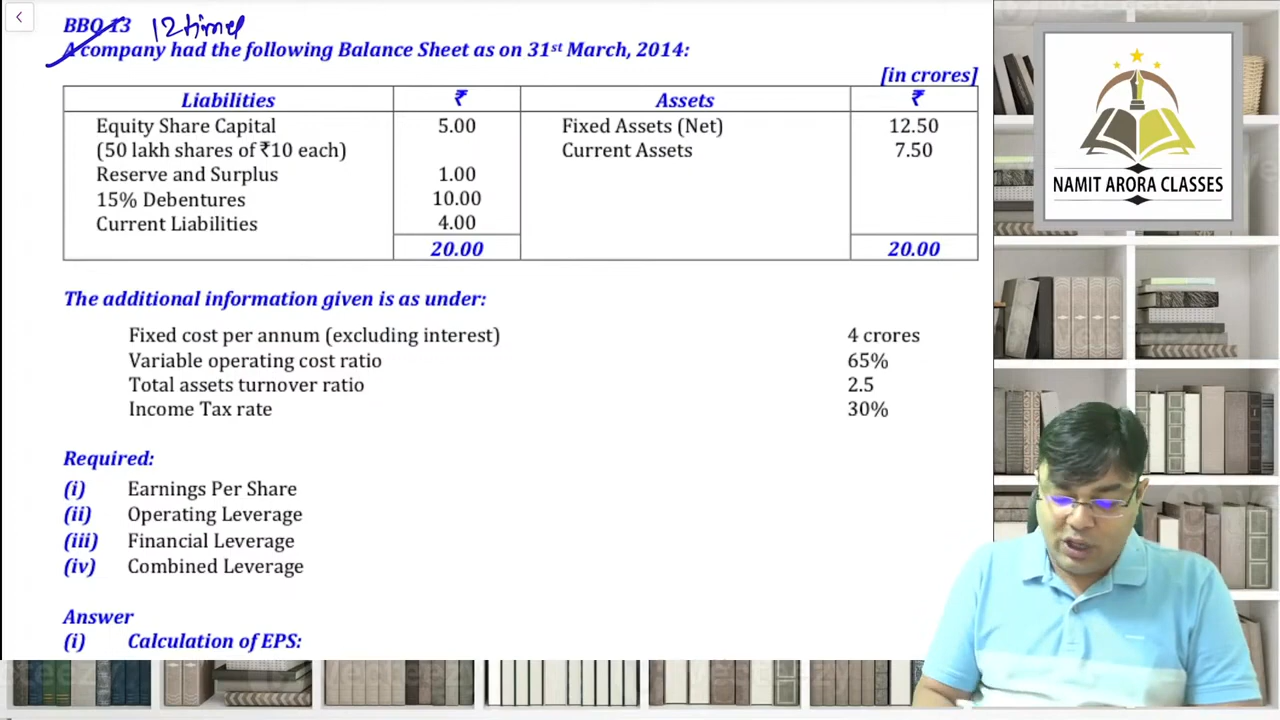 BBQ 13 12 times
A company had the following Balance Sheet as on 31st March, 2014:
[in crores]
Liabilities ₹ Assets ₹
Equity Share Capital 5.00 Fixed Assets (Net) 12.50
(50 lakh shares of ₹10 each) Current Assets 7.50
Reserve and Surplus 1.00
15% Debentures 10.00
Current Liabilities 4.00
20.00 20.00
The additional information given is as under:
Fixed cost per annum (excluding interest) 4 crores
Variable operating cost ratio 65%
Total assets turnover ratio 2.5
Income Tax rate 30%
Required:
(i) Earnings Per Share
(ii) Operating Leverage
(iii) Financial Leverage
(iv) Combined Leverage
Answer
(i) Calculation of EPS:
NAMIT ARORA CLASSES